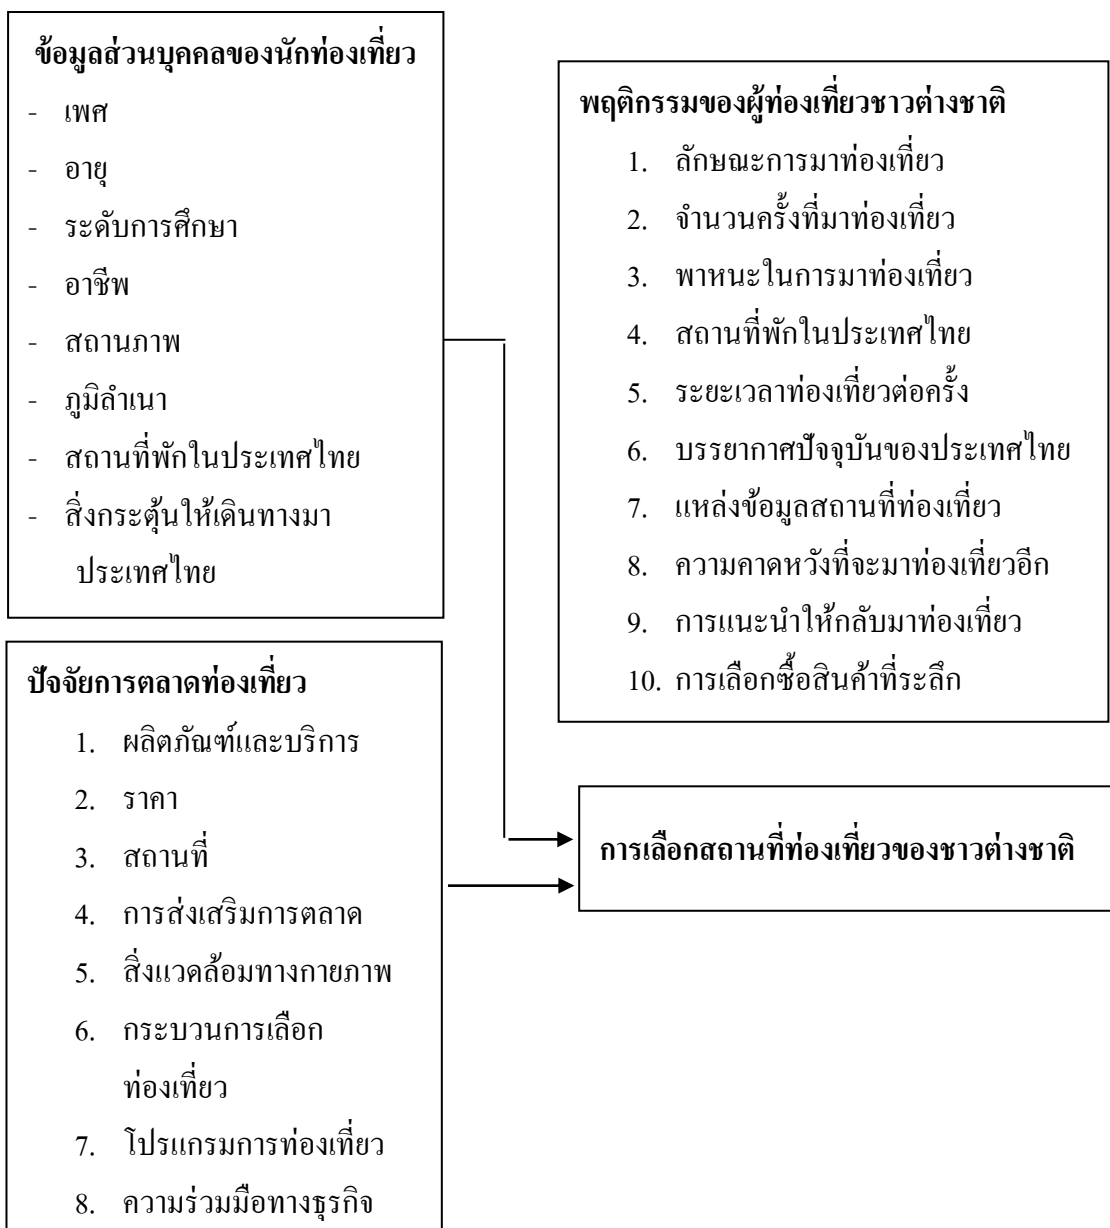 ข้อมูลส่วนบุคคลของนักท่องเที่ยว
- เพศ
- อายุ
- ระดับการศึกษา
- อาชีพ
- สถานภาพ
- ภูมิลำเนา
- สถานที่พักในประเทศไทย
- สิ่งกระตุ้นให้เดินทางมา
ประเทศไทย
ปัจจัยการตลาดท่องเที่ยว
1. ผลิตภัณฑ์และบริการ
2. ราคา
3. สถานที่
4. การส่งเสริมการตลาด
5. สิ่งแวดล้อมทางกายภาพ
6. กระบวนการเลือก
ท่องเที่ยว
7. โปรแกรมการท่องเที่ยว
8. ความร่วมมือทางธุรกิจ
พฤติกรรมของผู้ท่องเที่ยวชาวต่างชาติ
1. ลักษณะการมาท่องเที่ยว
2. จำนวนครั้งที่มาท่องเที่ยว
3. พาหนะในการมาท่องเที่ยว
4. สถานที่พักในประเทศไทย
5. ระยะเวลาท่องเที่ยวต่อครั้ง
6. บรรยากาศปัจจุบันของประเทศไทย
7. แหล่งข้อมูลสถานที่ท่องเที่ยว
8. ความคาดหวังที่จะมาท่องเที่ยวอีก
9. การแนะนำให้กลับมาท่องเที่ยว
10. การเลือกซื้อสินค้าที่ระลึก
การเลือกสถานที่ท่องเที่ยวของชาวต่างชาติ